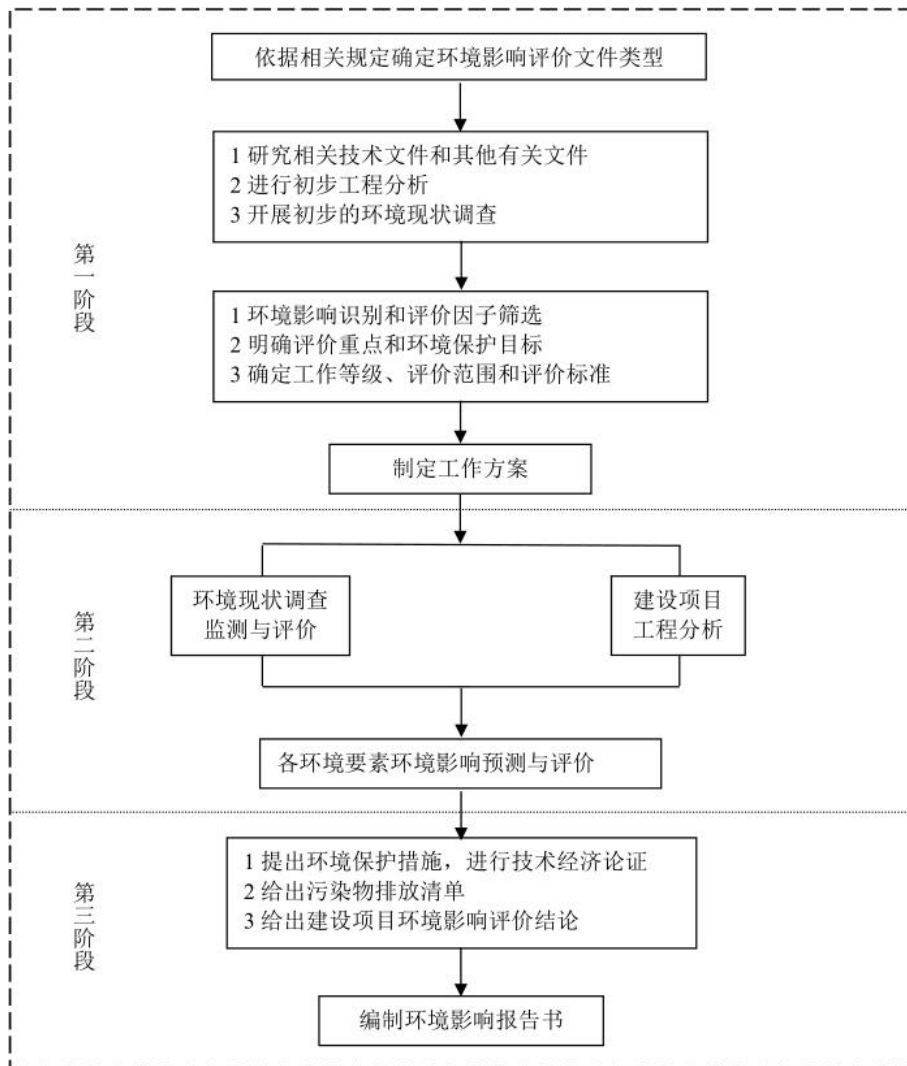 依据相关规定确定环境影响评价文件类型
1 研究相关技术文件和其他有关文件
2 进行初步工程分析
3 开展初步的环境现状调查
第一阶段
1 环境影响识别和评价因子筛选
2 明确评价重点和环境保护目标
3 确定工作等级、评价范围和评价标准
制定工作方案
第二阶段
环境现状调查
监测与评价
建设项目
工程分析
各环境要素环境影响预测与评价
第三阶段
1 提出环境保护措施，进行技术经济论证
2 给出污染物排放清单
3 给出建设项目环境影响评价结论
编制环境影响报告书